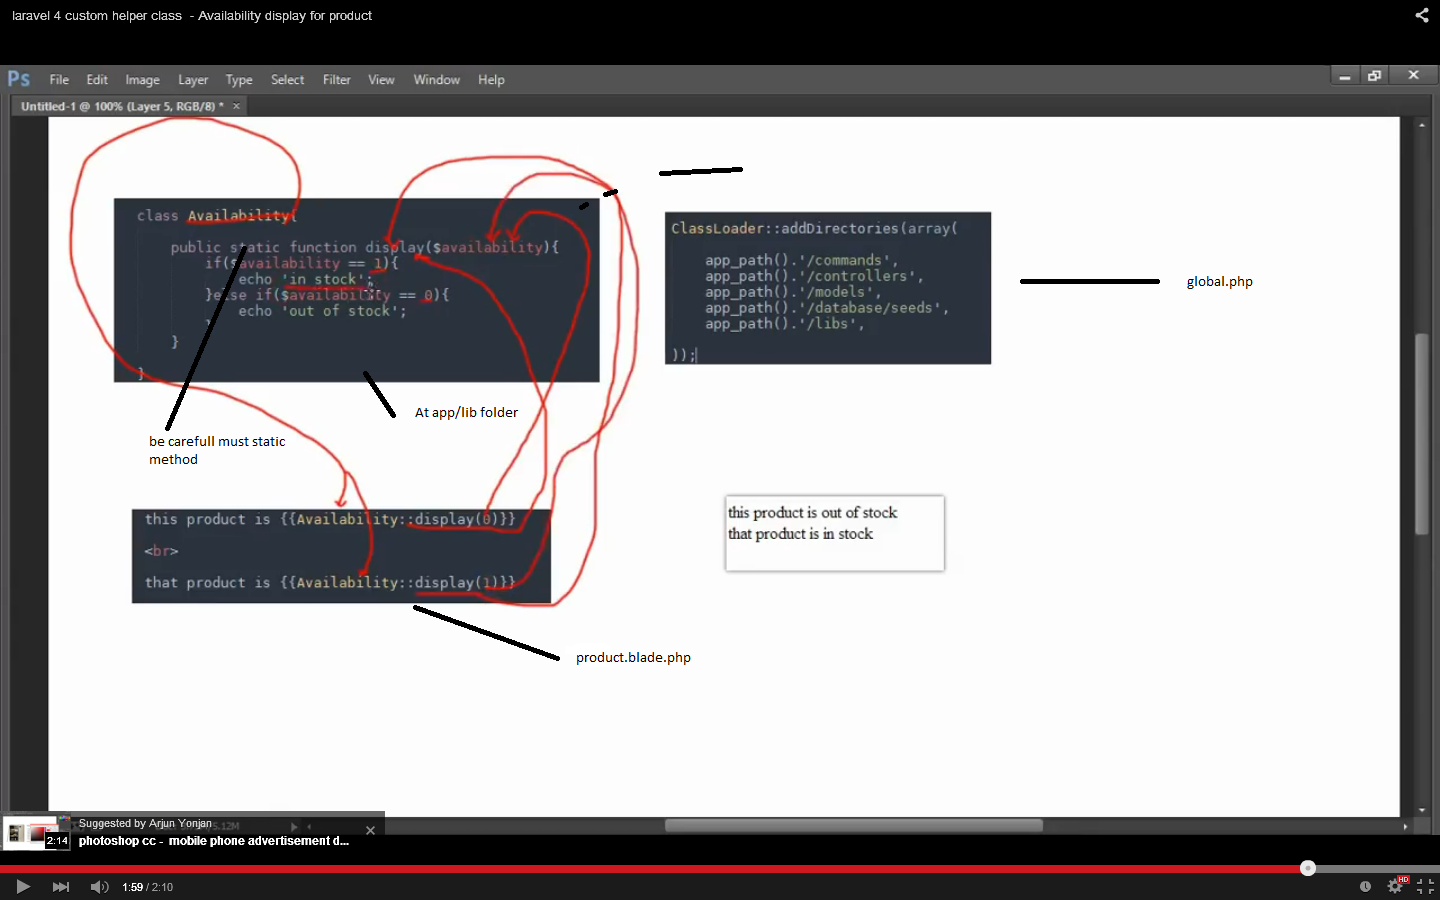 laravel 4 custom helper class - Availability display for product
Ps File Edit Image Layer Type Select Filter View Window Help
Untitled-1 @ 100% (Layer 5, RGB/8) * ×
class Availability{
public static function display($availability){
if($availability == 1){
echo 'in stock';
}else if($availability == 0){
echo 'out of stock';
}
}
}
ClassLoader::addDirectories(array(
app_path().'/commands',
app_path().'/controllers',
app_path().'/models',
app_path().'/database/seeds',
app_path().'/libs',
));
global.php
At app/lib folder
be carefull must static
method
this product is {{Availability::display(0)}}
<br>
that product is {{Availability::display(1)}}
this product is out of stock
that product is in stock
product.blade.php
Suggested by Arjun Yonjan
photoshop cc - mobile phone advertisement d...
2:14
1:59 / 2:10
HD